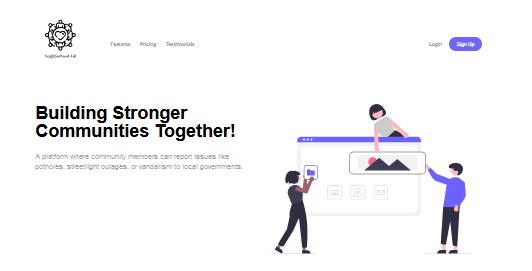 Neighborhood Aid
Features Pricing Testimonials
Login Sign Up
Building Stronger
Communities Together!
A platform where community members can report issues like
potholes, streetlight outages, or vandalism to local governments.